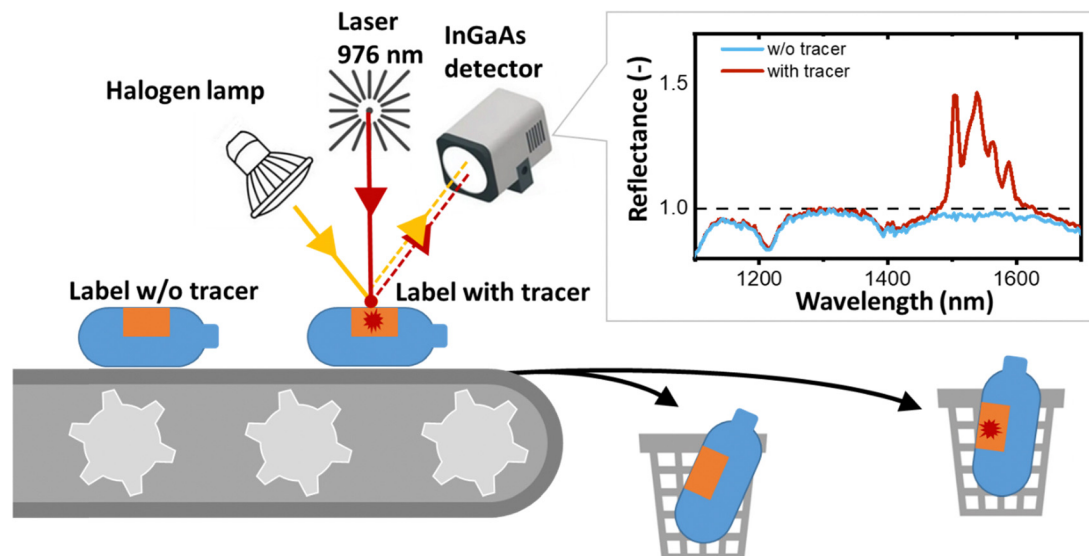 Laser
976 nm
InGaAs
detector
Halogen lamp
w/o tracer
with tracer
Reflectance (-)
1.5
1.0
1200
1400
1600
Wavelength (nm)
Label w/o tracer
Label with tracer